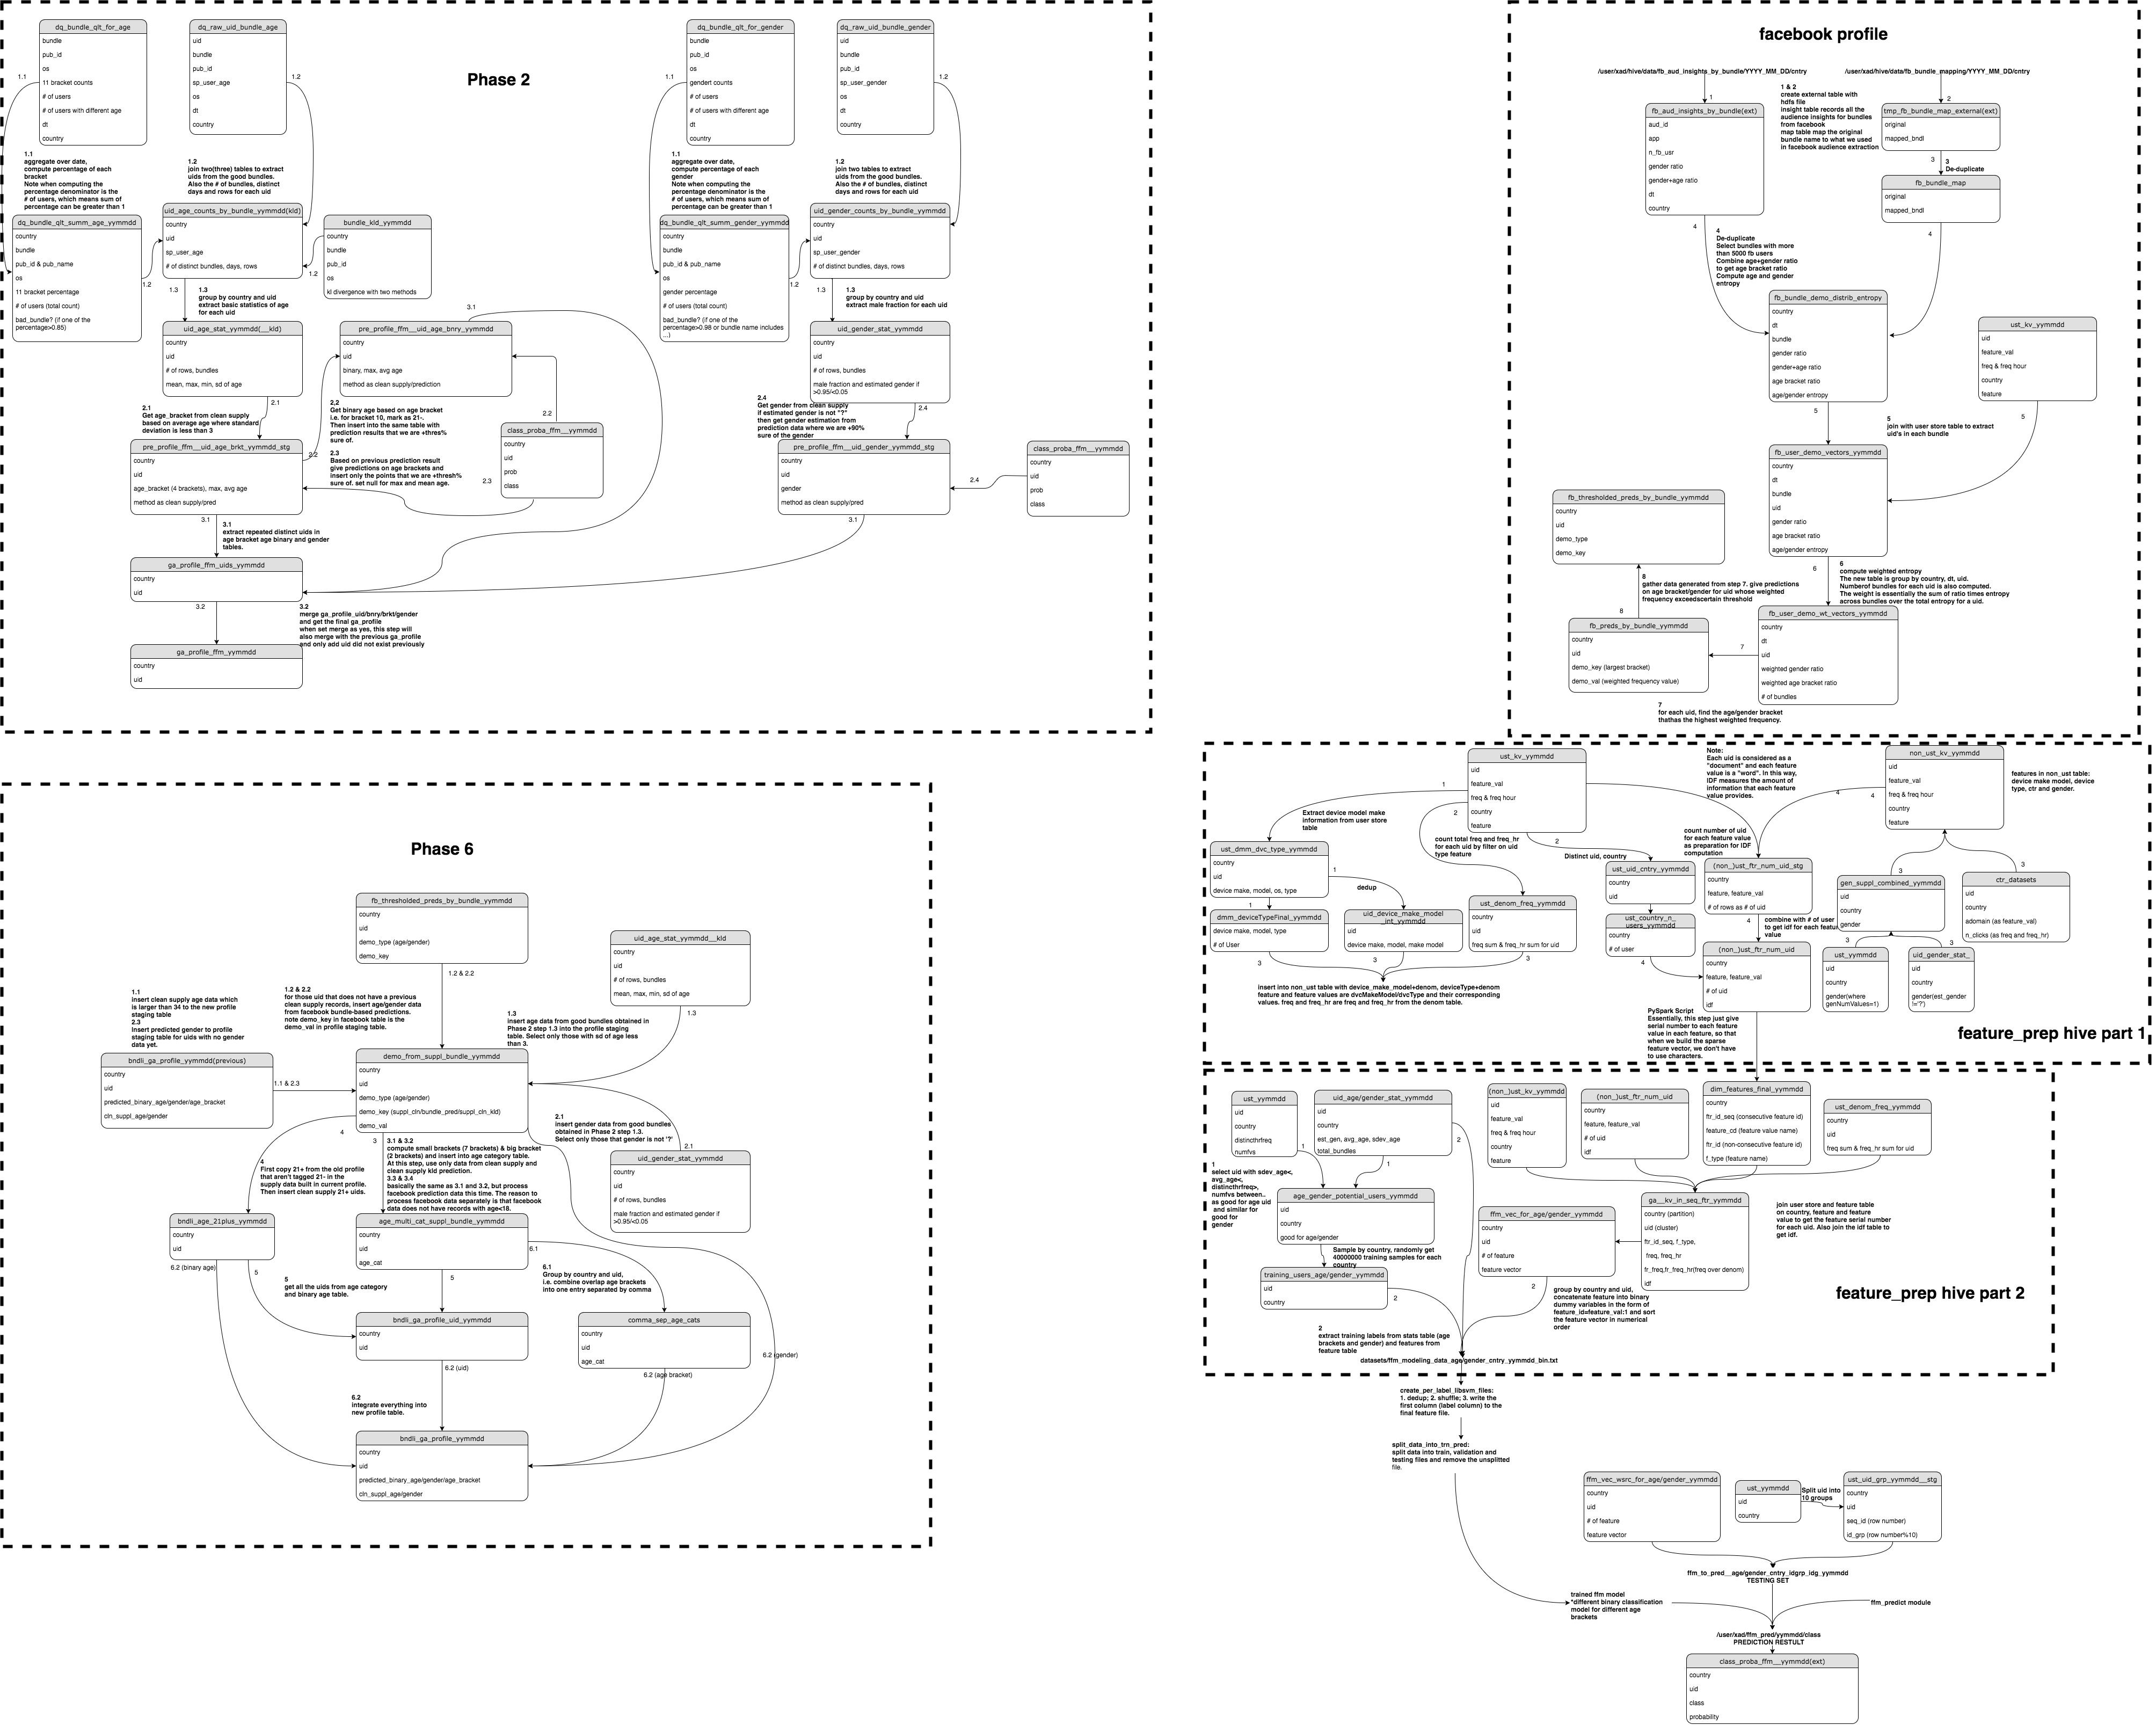 Phase 2
dq_bundle_qlt_for_age
bundle
pub_id
os
11 bracket counts
# of users
# of users with different age
dt
country
dq_raw_uid_bundle_age
uid
bundle
pub_id
sp_user_age
os
dt
country
1.1
1.2
1.1
aggregate over date,
compute percentage of each
bracket
Note when computing the
percentage denominator is the
# of users, which means sum of
percentage can be greater than 1
1.2
join two(three) tables to extract
uids from the good bundles.
Also the # of bundles, distinct
days and rows for each uid
dq_bundle_qlt_summ_age_yymmdd
country
bundle
pub_id & pub_name
os
11 bracket percentage
# of users (total count)
bad_bundle? (if one of the
percentage>0.85)
uid_age_counts_by_bundle_yymmdd(kld)
country
uid
sp_user_age
# of distinct bundles, days, rows
bundle_kld_yymmdd
country
bundle
pub_id
os
kl divergence with two methods
1.2
1.2
1.3
1.3
group by country and uid
extract basic statistics of age
for each uid
uid_age_stat_yymmdd(__kld)
country
uid
# of rows, bundles
mean, max, min, sd of age
pre_profile_ffm__uid_age_bnry_yymmdd
country
uid
binary, max, avg age
method as clean supply/prediction
3.1
2.1
2.1
Get age_bracket from clean supply
based on average age where standard
deviation is less than 3
2,2
Get binary age based on age bracket
i.e. for bracket 10, mark as 21-.
Then insert into the same table with
prediction results that we are +thres%
sure of.
2.3
Based on previous prediction result
give predictions on age brackets and
insert only the points that we are +thresh%
sure of. set null for max and mean age.
2.2
2.2
2.3
class_proba_ffm__yymmdd
country
uid
prob
class
pre_profile_ffm__uid_age_brkt_yymmdd_stg
country
uid
age_bracket (4 brackets), max, avg age
method as clean supply/pred
3.1
3.1
extract repeated distinct uids in
age bracket age binary and gender
tables.
ga_profile_ffm_uids_yymmdd
country
uid
3.2
3.2
merge ga_profile_uid/bnry/brkt/gender
and get the final ga_profile
when set merge as yes, this step will
also merge with the previous ga_profile
and only add uid did not exist previously
ga_profile_ffm_yymmdd
country
uid
dq_bundle_qlt_for_gender
bundle
pub_id
os
gendert counts
# of users
# of users with different age
dt
country
dq_raw_uid_bundle_gender
uid
bundle
pub_id
sp_user_gender
os
dt
country
1.1
1.2
1.1
aggregate over date,
compute percentage of each
gender
Note when computing the
percentage denominator is the
# of users, which means sum of
percentage can be greater than 1
1.2
join two tables to extract
uids from the good bundles.
Also the # of bundles, distinct
days and rows for each uid
dq_bundle_qlt_summ_gender_yymmdd
country
bundle
pub_id & pub_name
os
gender percentage
# of users (total count)
bad_bundle? (if one of the
percentage>0.98 or bundle name includes
...)
uid_gender_counts_by_bundle_yymmdd
country
uid
sp_user_gender
# of distinct bundles, days, rows
1.2
1.3
1.3
group by country and uid
extract male fraction for each uid
uid_gender_stat_yymmdd
country
uid
# of rows, bundles
male fraction and estimated gender if
>0.95/<0.05
2.4
Get gender from clean supply
if estimated gender is not "?"
then get gender estimation from
prediction data where we are +90%
sure of the gender
2.4
pre_profile_ffm__uid_gender_yymmdd_stg
country
uid
gender
method as clean supply/pred
2.4
3.1
class_proba_ffm__yymmdd
country
uid
prob
class
facebook profile
/user/xad/hive/data/fb_aud_insights_by_bundle/YYYY_MM_DD/cntry
/user/xad/hive/data/fb_bundle_mapping/YYYY_MM_DD/cntry
1
2
fb_aud_insights_by_bundle(ext)
aud_id
app
n_fb_usr
gender ratio
gender+age ratio
dt
country
1 & 2
create external table with
hdfs file
insight table records all the
audience insights for bundles
from facebook
map table map the original
bundle name to what we used
in facebook audience extraction
tmp_fb_bundle_map_external(ext)
original
mapped_bndl
3
3
De-duplicate
fb_bundle_map
original
mapped_bndl
4
4
4
De-duplicate
Select bundles with more
than 5000 fb users
Combine age+gender ratio
to get age bracket ratio
Compute age and gender
entropy
fb_bundle_demo_distrib_entropy
country
dt
bundle
gender ratio
gender+age ratio
age bracket ratio
age/gender entropy
ust_kv_yymmdd
uid
feature_val
freq & freq hour
country
feature
5
5
5
join with user store table to extract
uid's in each bundle
fb_user_demo_vectors_yymmdd
country
dt
bundle
uid
gender ratio
age bracket ratio
age/gender entropy
fb_thresholded_preds_by_bundle_yymmdd
country
uid
demo_type
demo_key
6
6
compute weighted entropy
The new table is group by country, dt, uid.
Numberof bundles for each uid is also computed.
The weight is essentially the sum of ratio times entropy
across bundles over the total entropy for a uid.
8
gather data generated from step 7. give predictions
on age bracket/gender for uid whose weighted
frequency exceedscertain threshold
8
fb_preds_by_bundle_yymmdd
country
uid
demo_key (largest bracket)
demo_val (weighted frequency value)
7
fb_user_demo_wt_vectors_yymmdd
country
dt
uid
weighted gender ratio
weighted age bracket ratio
# of bundles
7
for each uid, find the age/gender bracket
thathas the highest weighted frequency.
Phase 6
fb_thresholded_preds_by_bundle_yymmdd
country
uid
demo_type (age/gender)
demo_key
1.2 & 2.2
uid_age_stat_yymmdd__kld
country
uid
# of rows, bundles
mean, max, min, sd of age
1.3
1.1
insert clean supply age data which
is larger than 34 to the new profile
staging table
2.3
Insert predicted gender to profile
staging table for uids with no gender
data yet.
1.2 & 2.2
for those uid that does not have a previous
clean supply records, insert age/gender data
from facebook bundle-based predictions.
note demo_key in facebook table is the
demo_val in profile staging table.
1.3
insert age data from good bundles obtained in
Phase 2 step 1.3 into the profile staging
table. Select only those with sd of age less
than 3.
bndli_ga_profile_yymmdd(previous)
country
uid
predicted_binary_age/gender/age_bracket
cln_suppl_age/gender
1.1 & 2.3
demo_from_suppl_bundle_yymmdd
country
uid
demo_type (age/gender)
demo_key (suppl_cln/bundle_pred/suppl_cln_kld)
demo_val
2.1
insert gender data from good bundles
obtained in Phase 2 step 1.3.
Select only those that gender is not '?'
2.1
uid_gender_stat_yymmdd
country
uid
# of rows, bundles
male fraction and estimated gender if
>0.95/<0.05
4
3
3.1 & 3.2
compute small brackets (7 brackets) & big bracket
(2 brackets) and insert into age category table.
At this step, use only data from clean supply and
clean supply kld prediction.
3.3 & 3.4
basically the same as 3.1 and 3.2, but process
facebook prediction data this time. The reason to
process facebook data separately is that facebook
data does not have records with age<18.
4
First copy 21+ from the old profile
that aren't tagged 21- in the
supply data built in current profile.
Then insert clean supply 21+ uids.
bndli_age_21plus_yymmdd
country
uid
age_multi_cat_suppl_bundle_yymmdd
country
uid
age_cat
6.1
6.2 (binary age)
5
5
5
get all the uids from age category
and binary age table.
6.1
Group by country and uid,
i.e. combine overlap age brackets
into one entry separated by comma
bndli_ga_profile_uid_yymmdd
country
uid
comma_sep_age_cats
country
uid
age_cat
6.2 (uid)
6.2 (age bracket)
6.2 (gender)
6.2
integrate everything into
new profile table.
bndli_ga_profile_yymmdd
country
uid
predicted_binary_age/gender/age_bracket
cln_suppl_age/gender
ust_kv_yymmdd
uid
feature_val
freq & freq hour
country
feature
1
2
2
Note:
Each uid is considered as a
"document" and each feature
value is a "word". In this way,
IDF measures the amount of
information that each feature
value provides.
non_ust_kv_yymmdd
uid
feature_val
freq & freq hour
country
feature
4
4
features in non_ust table:
device make model, device
type, ctr and gender.
Extract device model make
information from user store
table
count total freq and freq_hr
for each uid by filter on uid
type feature
Distinct uid, country
count number of uid
for each feature value
as preparation for IDF
computation
ust_dmm_dvc_type_yymmdd
country
uid
device make, model, os, type
1
dedup
1
dmm_deviceTypeFinal_yymmdd
device make, model, type
# of User
uid_device_make_model
_int_yymmdd
uid
device make, model, make model
ust_denom_freq_yymmdd
country
uid
freq sum & freq_hr sum for uid
ust_uid_cntry_yymmdd
country
uid
ust_country_n_
users_yymmdd
country
# of user
(non_)ust_ftr_num_uid_stg
country
feature, feature_val
# of rows as # of uid
4
combine with # of user
to get idf for each feature
value
gen_suppl_combined_yymmdd
uid
country
gender
ctr_datasets
uid
country
adomain (as feature_val)
n_clicks (as freq and freq_hr)
3
3
3
3
3
3
3
4
(non_)ust_ftr_num_uid
country
feature, feature_val
# of uid
idf
ust_yymmdd
uid
country
gender(where
genNumValues=1)
uid_gender_stat_
uid
country
gender(est_gender
!='?')
insert into non_ust table with device_make_model+denom, deviceType+denom
feature and feature values are dvcMakeModel/dvcType and their corresponding
values. freq and freq_hr are freq and freq_hr from the denom table.
PySpark Script
Essentially, this step just give
serial number to each feature
value in each feature, so that
when we build the sparse
feature vector, we don't have
to use characters.
feature_prep hive part 1
ust_yymmdd
uid
country
distincthrfreq
numfvs
uid_age/gender_stat_yymmdd
uid
country
est_gen, avg_age, sdev_age
total_bundles
(non_)ust_kv_yymmdd
uid
feature_val
freq & freq hour
country
feature
(non_)ust_ftr_num_uid
country
feature, feature_val
# of uid
idf
dim_features_final_yymmdd
country
ftr_id_seq (consecutive feature id)
feature_cd (feature value name)
ftr_id (non-consecutive feature id)
f_type (feature name)
ust_denom_freq_yymmdd
country
uid
freq sum & freq_hr sum for uid
1
1
2
1
select uid with sdev_age<,
avg_age<,
distincthrfreq>,
numfvs between..
as good for age uid
and similar for
good for
gender
age_gender_potential_users_yymmdd
uid
country
good for age/gender
Sample by country, randomly get
40000000 training samples for each
country
training_users_age/gender_yymmdd
uid
country
2
ffm_vec_for_age/gender_yymmdd
country
uid
# of feature
feature vector
2
ga__kv_in_seq_ftr_yymmdd
country (partition)
uid (cluster)
ftr_id_seq, f_type,
freq, freq_hr
fr_freq,fr_freq_hr(freq over denom)
idf
join user store and feature table
on country, feature and feature
value to get the feature serial number
for each uid. Also join the idf table to
get idf.
group by country and uid,
concatenate feature into binary
dummy variables in the form of
feature_id=feature_val:1 and sort
the feature vector in numerical
order
2
extract training labels from stats table (age
brackets and gender) and features from
feature table
feature_prep hive part 2
datasets/ffm_modeling_data_age/gender_cntry_yymmdd_bin.txt
create_per_label_libsvm_files:
1. dedup; 2. shuffle; 3. write the
first column (label column) to the
final feature file.
split_data_into_trn_pred:
split data into train, validation and
testing files and remove the unsplitted
file.
ffm_vec_wsrc_for_age/gender_yymmdd
country
uid
# of feature
feature vector
ust_yymmdd
uid
country
Split uid into
10 groups
ust_uid_grp_yymmdd__stg
country
uid
seq_id (row number)
id_grp (row number%10)
ffm_to_pred__age/gender_cntry_idgrp_idg_yymmdd
TESTING SET
trained ffm model
*different binary classification
model for different age
brackets
ffm_predict module
/user/xad/ffm_pred/yymmdd/class
PREDICTION RESTULT
class_proba_ffm__yymmdd(ext)
country
uid
class
probability